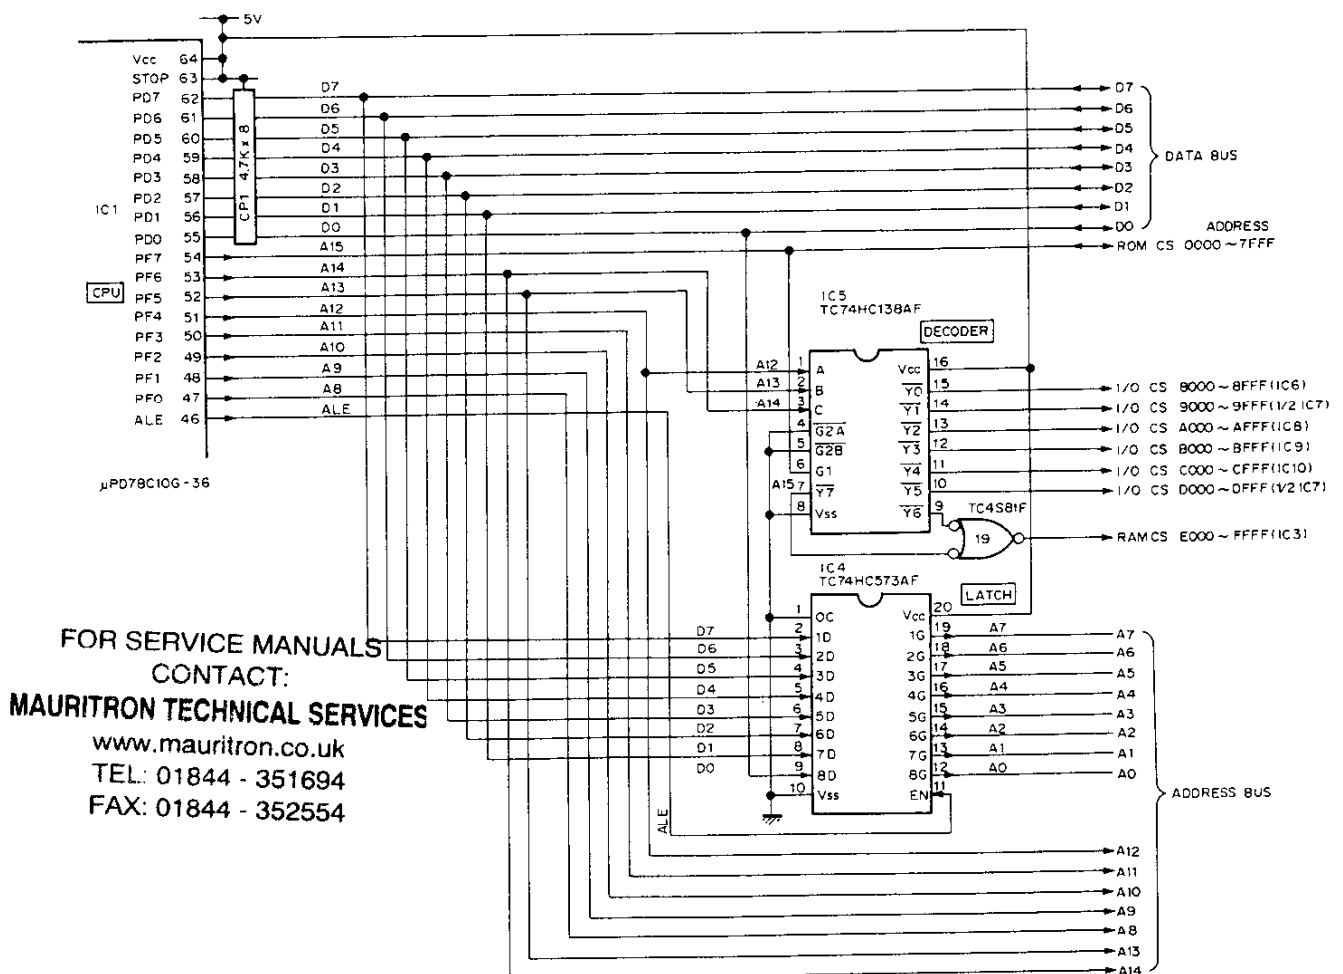 5V
Vcc 64
STOP 63
PD7 62
PD6 61
PD5 60
PD4 59
PD3 58
PD2 57
PD1 56
PD0 55
PF7 54
PF6 53
PF5 52
PF4 51
PF3 50
PF2 49
PF1 48
PF0 47
ALE 46
IC1
CPU
μPD78C10G-36
CP1 4.7K x 8
D7
D6
D5
D4
D3
D2
D1
D0
A15
A14
A13
A12
A11
A10
A9
A8
ALE
D7
D6
D5
D4
D3
D2
D1
D0
DATA BUS
ADDRESS
ROM CS 0000~7FFF
IC5
TC74HC138AF
DECODER
A12 1 A Vcc 16
A13 2 B Y0 15
A14 3 C Y1 14
4 G2A Y2 13
5 G2B Y3 12
6 G1 Y4 11
A15 7 Y7 Y5 10
8 Vss Y6 9
I/O CS 8000~8FFF(IC6)
I/O CS 9000~9FFF(1/2 IC7)
I/O CS A000~AFFF(IC8)
I/O CS B000~BFFF(IC9)
I/O CS C000~CFFF(IC10)
I/O CS D000~DFFF(1/2 IC7)
TC4S81F
19
RAM CS E000~FFFF(IC3)
IC4
TC74HC573AF
LATCH
1 OC Vcc 20
D7 2 1D 1G 19 A7 A7
D6 3 2D 2G 18 A6 A6
D5 4 3D 3G 17 A5 A5
D4 5 4D 4G 16 A4 A4
D3 6 5D 5G 15 A3 A3
D2 7 6D 6G 14 A2 A2
D1 8 7D 7G 13 A1 A1
D0 9 8D 8G 12 A0 A0
10 Vss EN 11
ALE
ADDRESS BUS
A12
A11
A10
A9
A8
A13
A14
FOR SERVICE MANUALS
CONTACT:
MAURITRON TECHNICAL SERVICES
www.mauritron.co.uk
TEL: 01844 - 351694
FAX: 01844 - 352554